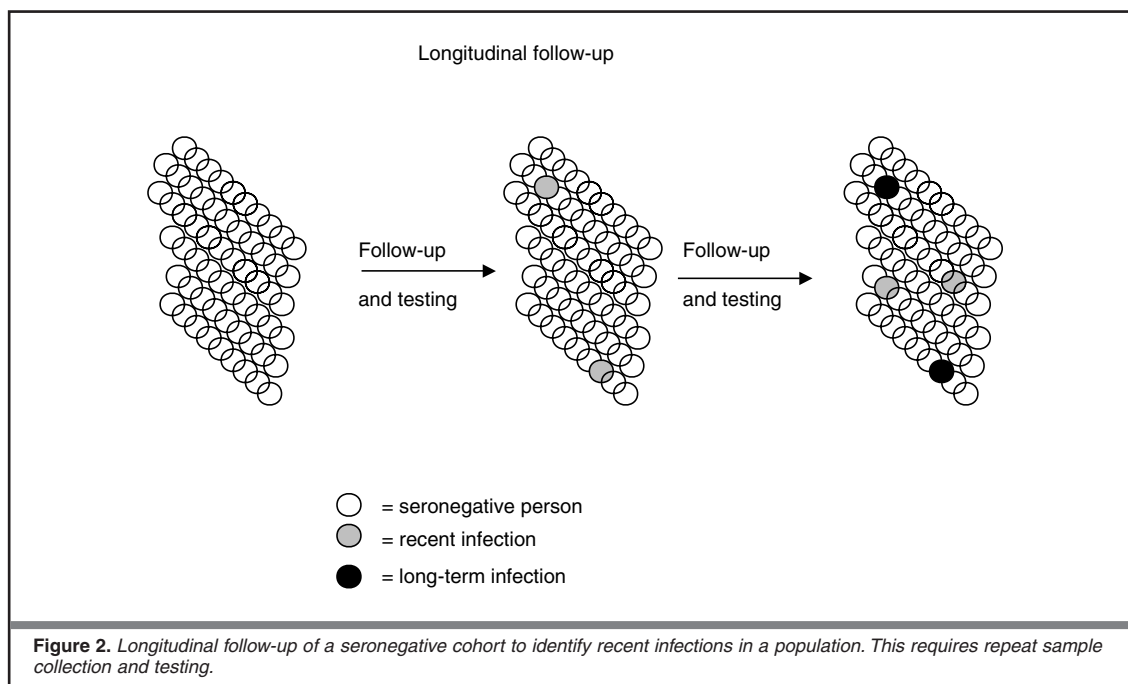 Longitudinal follow-up
Follow-up
and testing
Follow-up
and testing
= seronegative person
= recent infection
= long-term infection
Figure 2. Longitudinal follow-up of a seronegative cohort to identify recent infections in a population. This requires repeat sample
collection and testing.